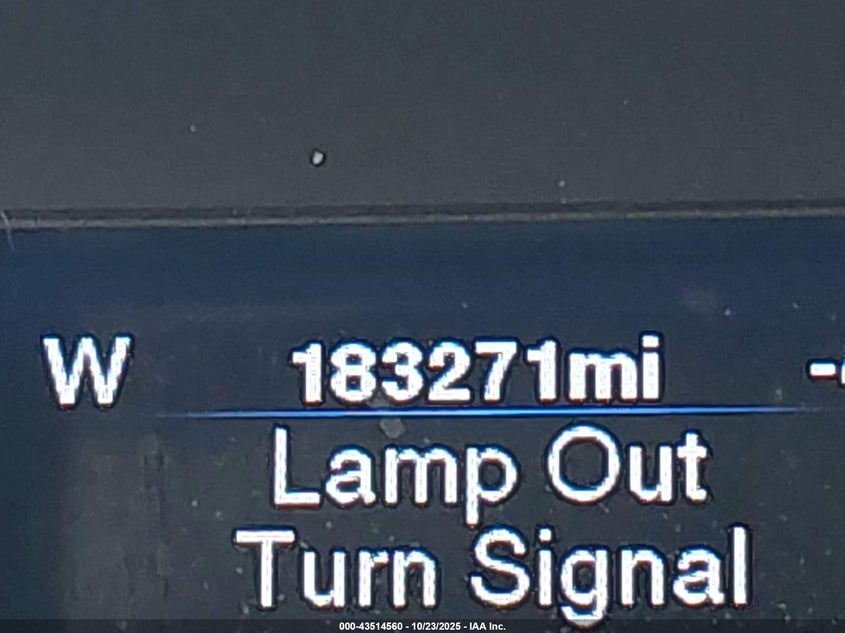 W 183271mi
Lamp Out
Turn Signal
000-43514560 - 10/23/2025 - IAA Inc.